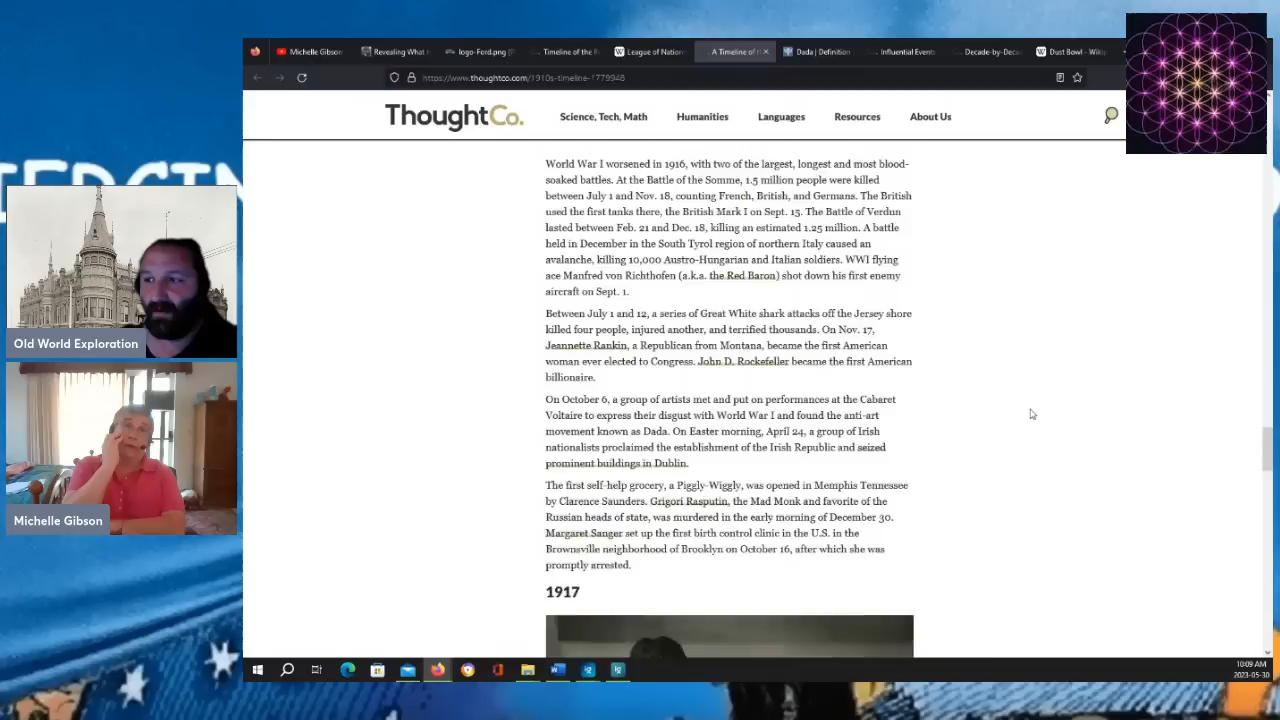 Michelle Gibson
Revealing What
logo-Ford.png
Timeline of the
League of Nation
A Timeline of t
Dada | Definition
Influential Event
Decade-by-Deca
Dust Bowl - Wiki
https://www.thoughtco.com/1910s-timeline-1779948
ThoughtCo.
Science, Tech, Math
Humanities
Languages
Resources
About Us
World War I worsened in 1916, with two of the largest, longest and most blood-
soaked battles. At the Battle of the Somme, 1.5 million people were killed
between July 1 and Nov. 18, counting French, British, and Germans. The British
used the first tanks there, the British Mark I on Sept. 15. The Battle of Verdun
lasted between Feb. 21 and Dec. 18, killing an estimated 1.25 million. A battle
held in December in the South Tyrol region of northern Italy caused an
avalanche, killing 10,000 Austro-Hungarian and Italian soldiers. WWI flying
ace Manfred von Richthofen (a.k.a. the Red Baron) shot down his first enemy
aircraft on Sept. 1.
Between July 1 and 12, a series of Great White shark attacks off the Jersey shore
killed four people, injured another, and terrified thousands. On Nov. 17,
Jeannette Rankin, a Republican from Montana, became the first American
woman ever elected to Congress. John D. Rockefeller became the first American
billionaire.
On October 6, a group of artists met and put on performances at the Cabaret
Voltaire to express their disgust with World War I and found the anti-art
movement known as Dada. On Easter morning, April 24, a group of Irish
nationalists proclaimed the establishment of the Irish Republic and seized
prominent buildings in Dublin.
The first self-help grocery, a Piggly-Wiggly, was opened in Memphis Tennessee
by Clarence Saunders. Grigori Rasputin, the Mad Monk and favorite of the
Russian heads of state, was murdered in the early morning of December 30.
Margaret Sanger set up the first birth control clinic in the U.S. in the
Brownsville neighborhood of Brooklyn on October 16, after which she was
promptly arrested.
1917
Old World Exploration
Michelle Gibson
10:09 AM
2023-05-30